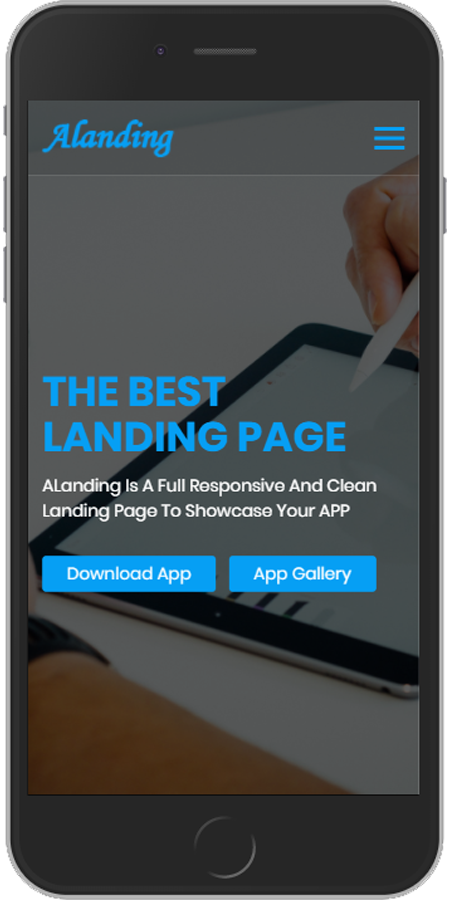 Alanding
THE BEST
LANDING PAGE
ALanding Is A Full Responsive And Clean
Landing Page To Showcase Your APP
Download App
App Gallery